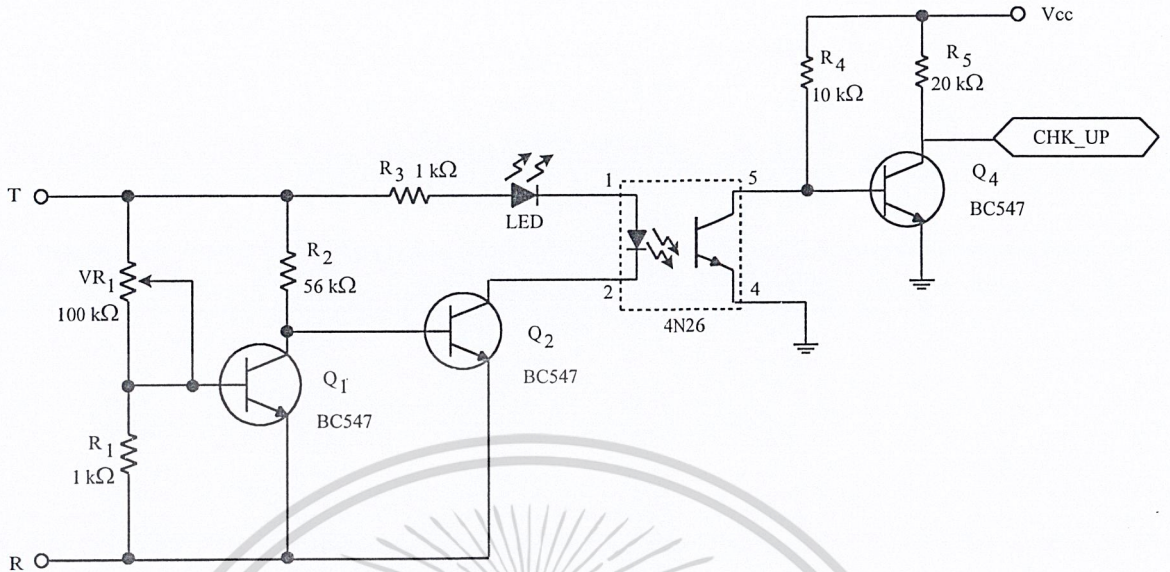 Vcc
R4
10 kΩ
R5
20 kΩ
CHK_UP
Q4
BC547
T
R3 1 kΩ
LED
1
5
2
4
4N26
VR1
100 kΩ
R2
56 kΩ
Q2
BC547
Q1
BC547
R1
1 kΩ
R